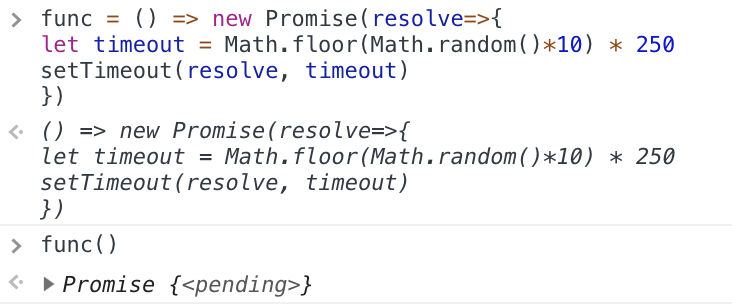 func = () => new Promise(resolve=>{
let timeout = Math.floor(Math.random()*10) * 250
setTimeout(resolve, timeout)
})
() => new Promise(resolve=>{
let timeout = Math.floor(Math.random()*10) * 250
setTimeout(resolve, timeout)
})
func()
Promise {<pending>}